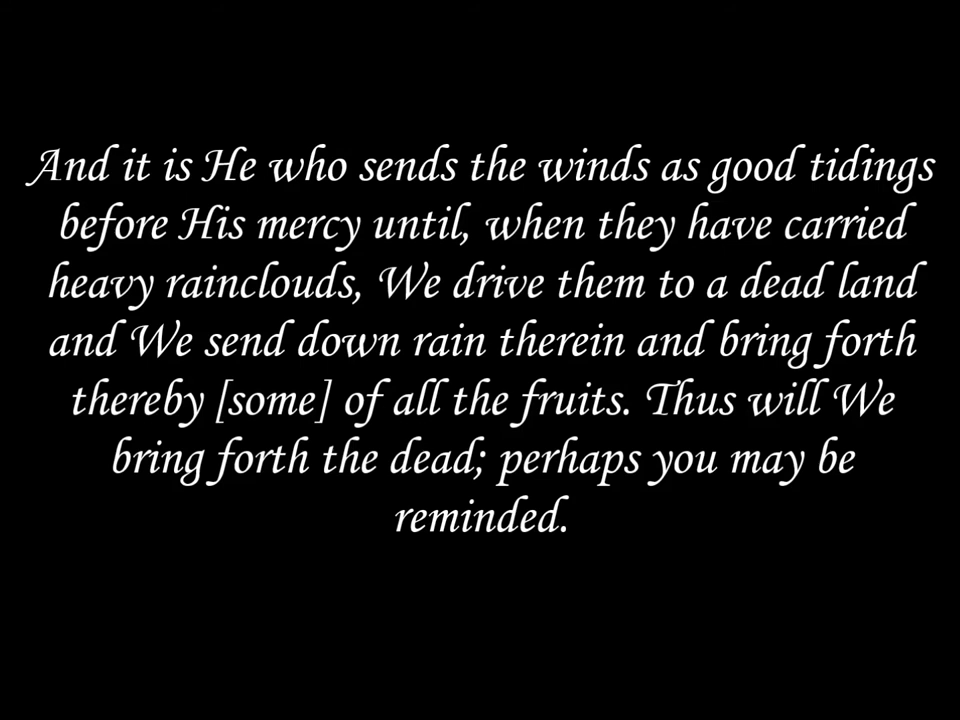 And it is He who sends the winds as good tidings
before His mercy until, when they have carried
heavy rainclouds, We drive them to a dead land
and We send down rain therein and bring forth
thereby [some] of all the fruits. Thus will We
bring forth the dead; perhaps you may be
reminded.